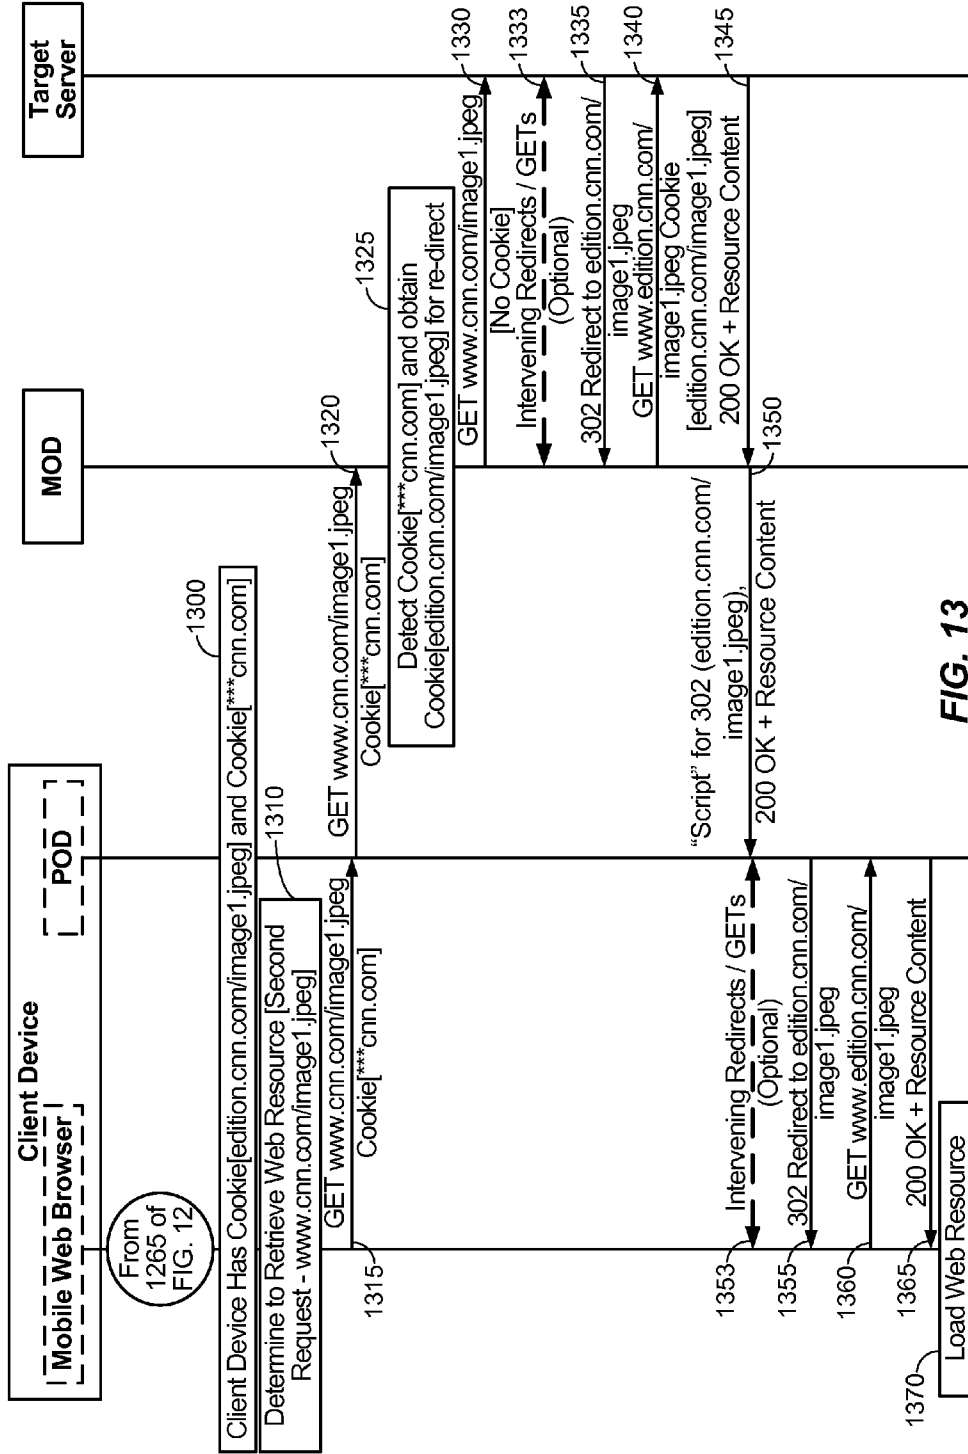 Client Device
Mobile Web Browser
POD
MOD
Target
Server
From
1265 of
FIG. 12
1300
Client Device Has Cookie[edition.cnn.com/image1.jpeg] and Cookie[***cnn.com]
Determine to Retrieve Web Resource [Second
Request - www.cnn.com/image1.jpeg]
1310
GET www.cnn.com/image1.jpeg
Cookie[***cnn.com]
1315
GET www.cnn.com/image1.jpeg
Cookie[***cnn.com]
1320
Detect Cookie[***cnn.com] and obtain
Cookie[edition.cnn.com/image1.jpeg] for re-direct
1325
GET www.cnn.com/image1.jpeg
[No Cookie]
1330
Intervening Redirects / GETs
(Optional)
1333
302 Redirect to edition.cnn.com/
image1.jpeg
1335
GET www.edition.cnn.com/
image1.jpeg Cookie
[edition.cnn.com/image1.jpeg]
1340
200 OK + Resource Content
1345
"Script" for 302 (edition.cnn.com/
image1.jpeg),
200 OK + Resource Content
1350
Intervening Redirects / GETs
(Optional)
1353
302 Redirect to edition.cnn.com/
image1.jpeg
1355
GET www.edition.cnn.com/
image1.jpeg
1360
200 OK + Resource Content
1365
Load Web Resource
1370
FIG. 13